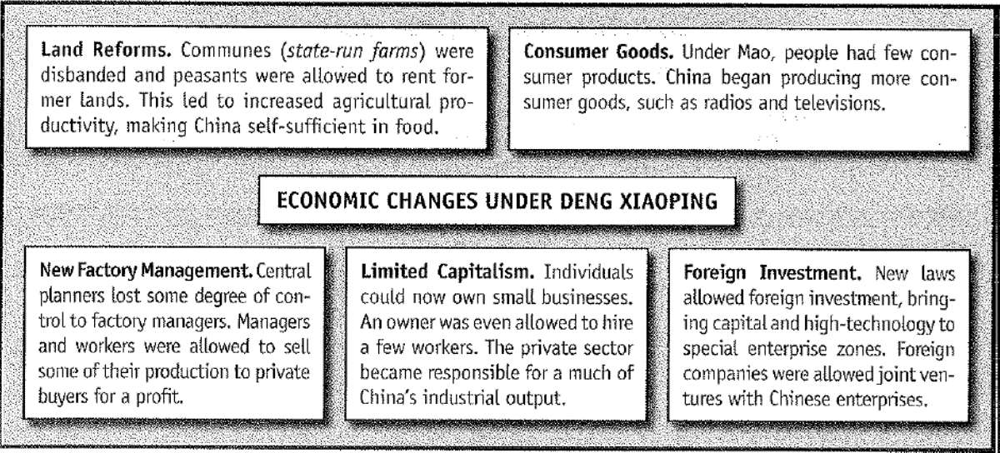 Land Reforms. Communes (state-run farms) were
disbanded and peasants were allowed to rent for-
mer lands. This led to increased agricultural pro-
ductivity, making China self-sufficient in food.
Consumer Goods. Under Mao, people had few con-
sumer products. China began producing more con-
sumer goods, such as radios and televisions.
ECONOMIC CHANGES UNDER DENG XIAOPING
New Factory Management. Central
planners lost some degree of con-
trol to factory managers. Managers
and workers were allowed to sell
some of their production to private
buyers for a profit.
Limited Capitalism. Individuals
could now own small businesses.
An owner was even allowed to hire
a few workers. The private sector
became responsible for a much of
China's industrial output.
Foreign Investment. New laws
allowed foreign investment, bring-
ing capital and high-technology to
special enterprise zones. Foreign
companies were allowed joint ven-
tures with Chinese enterprises.